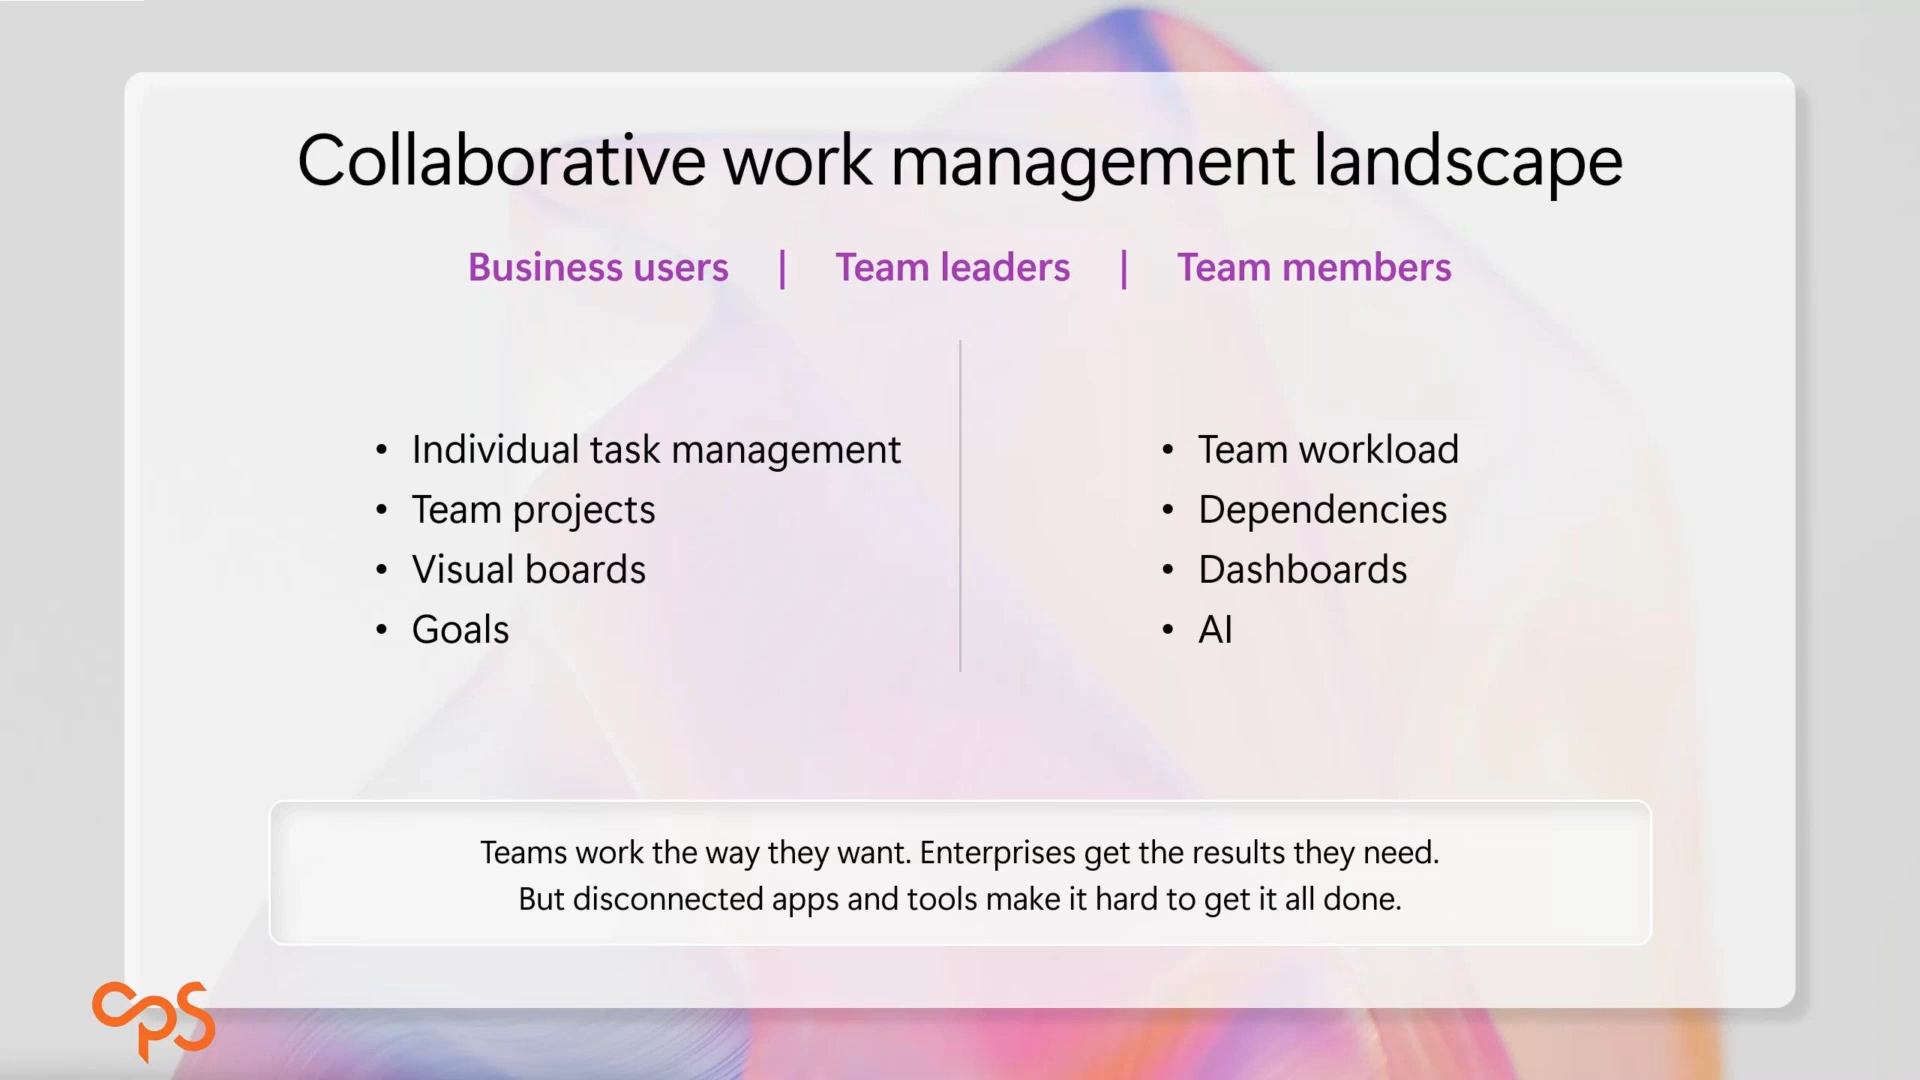 Collaborative work management landscape
Business users | Team leaders | Team members
• Individual task management
• Team projects
• Visual boards
• Goals
• Team workload
• Dependencies
• Dashboards
• AI
Teams work the way they want. Enterprises get the results they need.
But disconnected apps and tools make it hard to get it all done.
cps